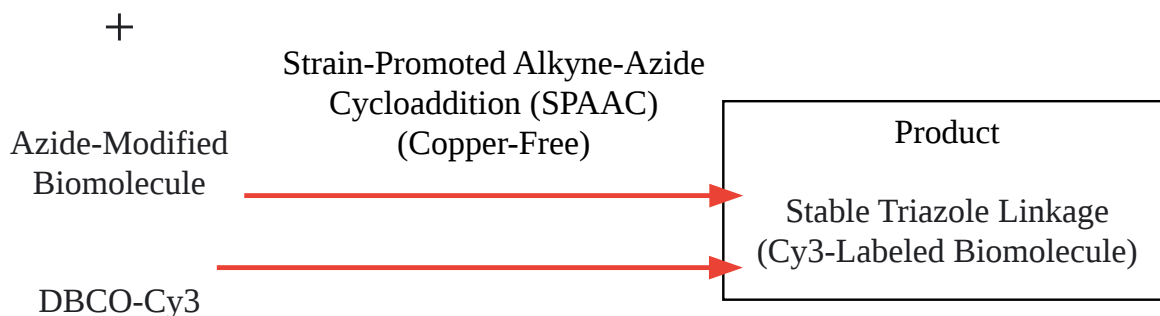 +
Strain-Promoted Alkyne-Azide
Cycloaddition (SPAAC)
(Copper-Free)
Azide-Modified
Biomolecule
DBCO-Cy3
Product
Stable Triazole Linkage
(Cy3-Labeled Biomolecule)